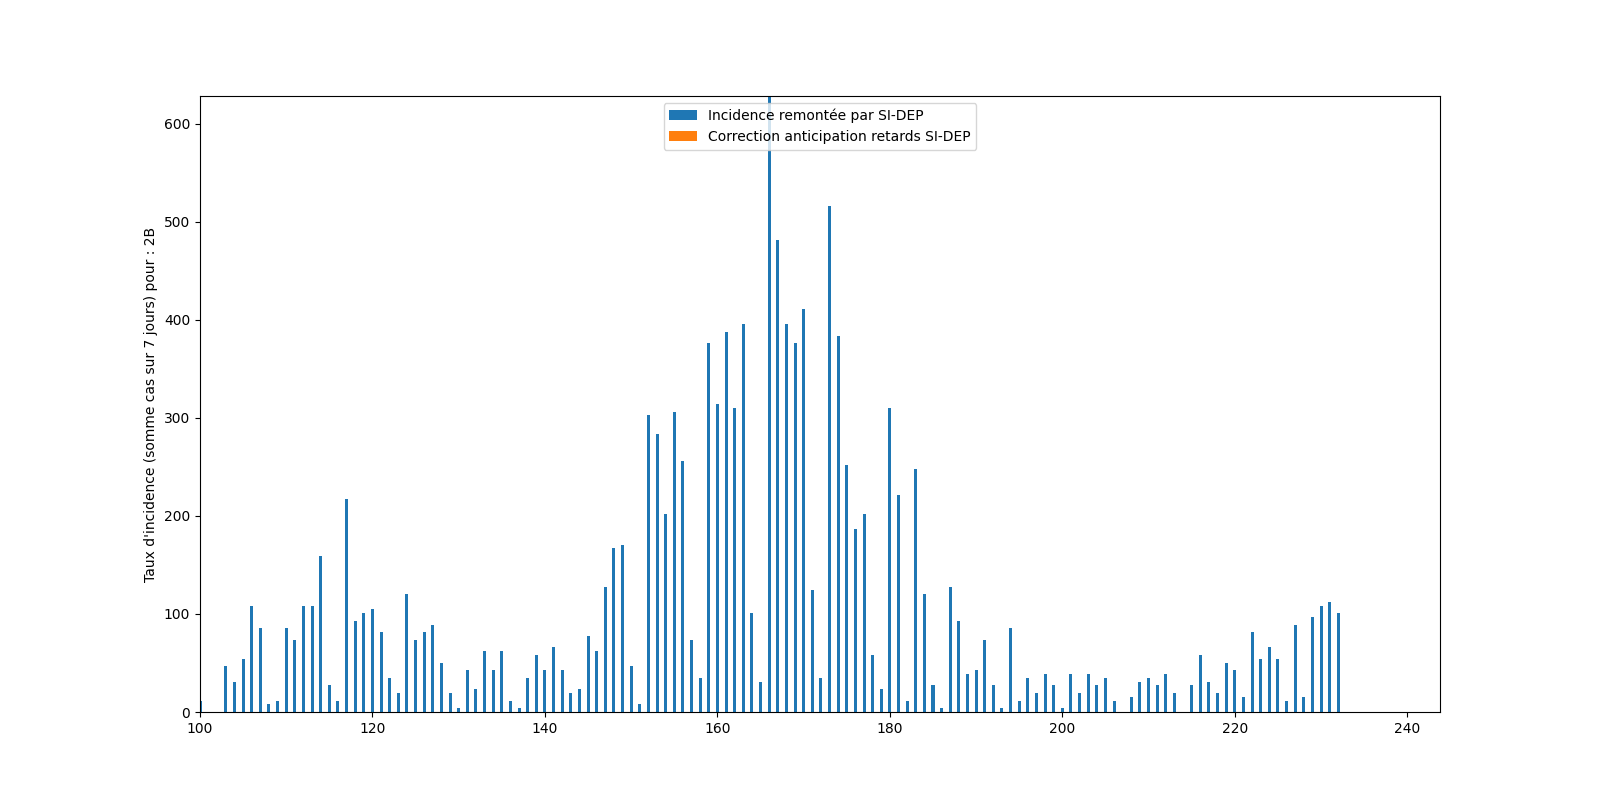 Incidence remontée par SI-DEP
Correction anticipation retards SI-DEP
Taux d'incidence (somme cas sur 7 jours) pour : 2B
600
500
400
300
200
100
0
100 120 140 160 180 200 220 240